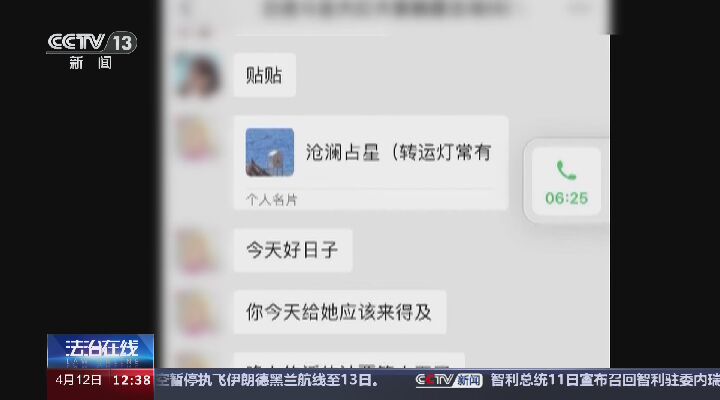 CCTV 13
新闻
贴贴
沧澜占星（转运灯常有
个人名片
06:25
今天好日子
你今天给她应该来得及
法治在线
LAW ONLINE
4月12日 12:38 空暂停执飞伊朗德黑兰航线至13日。 CCTV 新闻 智利总统11日宣布召回智利驻委内瑞